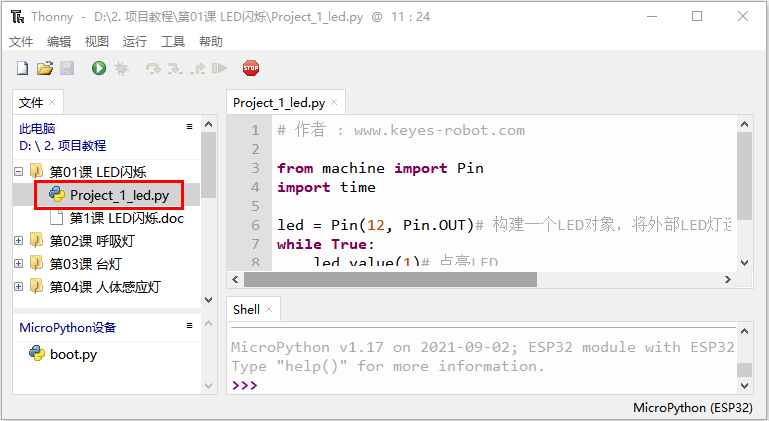 Thonny - D:\2. 项目教程\第01课 LED闪烁\Project_1_led.py @ 11 : 24
文件 编辑 视图 运行 工具 帮助
STOP
文件
此电脑
D: \ 2. 项目教程
第01课 LED闪烁
Project_1_led.py
第1课 LED闪烁.doc
第02课 呼吸灯
第03课 台灯
第04课 人体感应灯
MicroPython设备
boot.py
Project_1_led.py
1 # 作者 : www.keyes-robot.com
2
3 from machine import Pin
4 import time
5
6 led = Pin(12, Pin.OUT)# 构建一个LED对象，将外部LED灯连
7 while True:
8 led.value(1)# 点亮LED
Shell
MicroPython v1.17 on 2021-09-02; ESP32 module with ESP32
Type "help()" for more information.
>>>
MicroPython (ESP32)